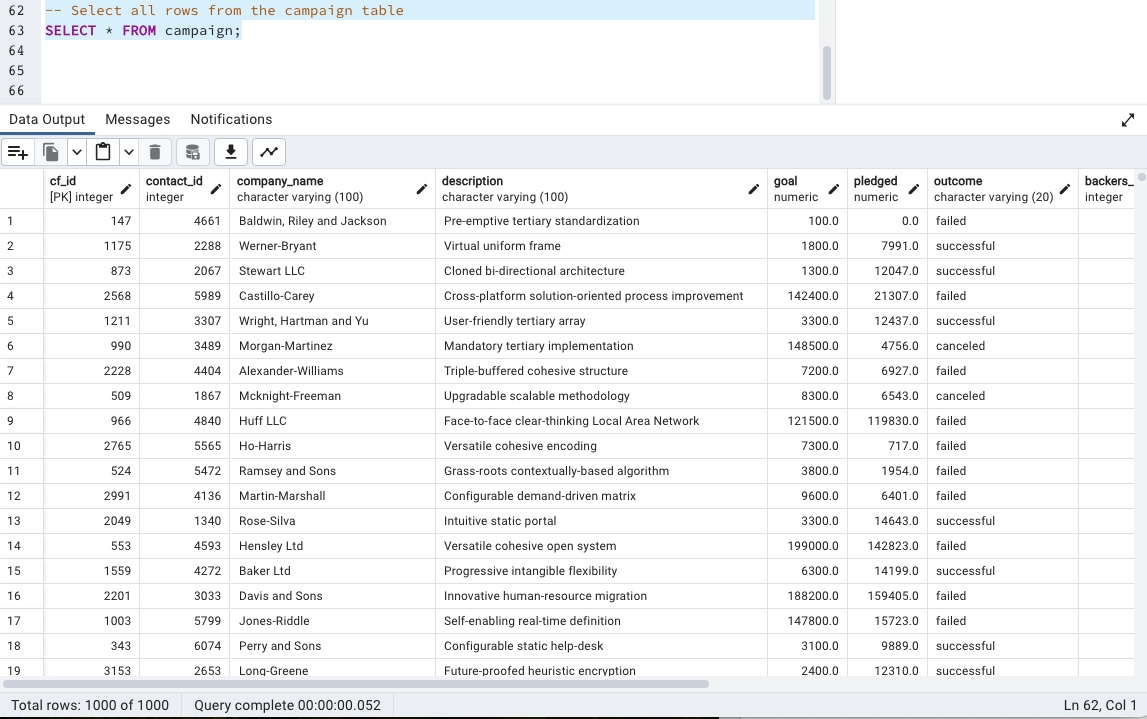 62 -- Select all rows from the campaign table
63 SELECT * FROM campaign;
64
65
66
Data Output Messages Notifications
cf_id contact_id company_name description goal pledged outcome backers_
[PK] integer integer character varying (100) character varying (100) numeric numeric character varying (20) integer
1 147 4661 Baldwin, Riley and Jackson Pre-emptive tertiary standardization 100.0 0.0 failed
2 1175 2288 Werner-Bryant Virtual uniform frame 1800.0 7991.0 successful
3 873 2067 Stewart LLC Cloned bi-directional architecture 1300.0 12047.0 successful
4 2568 5989 Castillo-Carey Cross-platform solution-oriented process improvement 142400.0 21307.0 failed
5 1211 3307 Wright, Hartman and Yu User-friendly tertiary array 3300.0 12437.0 successful
6 990 3489 Morgan-Martinez Mandatory tertiary implementation 148500.0 4756.0 canceled
7 2228 4404 Alexander-Williams Triple-buffered cohesive structure 7200.0 6927.0 failed
8 509 1867 Mcknight-Freeman Upgradable scalable methodology 8300.0 6543.0 canceled
9 966 4840 Huff LLC Face-to-face clear-thinking Local Area Network 121500.0 119830.0 failed
10 2765 5565 Ho-Harris Versatile cohesive encoding 7300.0 717.0 failed
11 524 5472 Ramsey and Sons Grass-roots contextually-based algorithm 3800.0 1954.0 failed
12 2991 4136 Martin-Marshall Configurable demand-driven matrix 9600.0 6401.0 failed
13 2049 1340 Rose-Silva Intuitive static portal 3300.0 14643.0 successful
14 553 4593 Hensley Ltd Versatile cohesive open system 199000.0 142823.0 failed
15 1559 4272 Baker Ltd Progressive intangible flexibility 6300.0 14199.0 successful
16 2201 3033 Davis and Sons Innovative human-resource migration 188200.0 159405.0 failed
17 1003 5799 Jones-Riddle Self-enabling real-time definition 147800.0 15723.0 failed
18 343 6074 Perry and Sons Configurable static help-desk 3100.0 9889.0 successful
19 3153 2653 Long-Greene Future-proofed heuristic encryption 2400.0 12310.0 successful
Total rows: 1000 of 1000 Query complete 00:00:00.052 Ln 62, Col 1